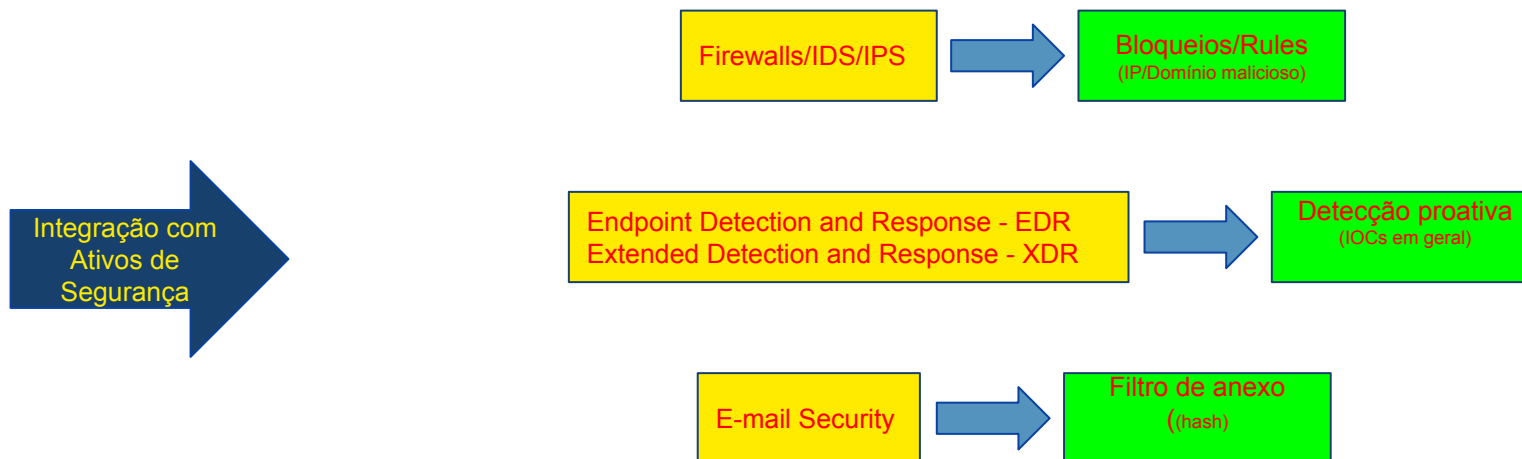 Firewalls/IDS/IPS
Bloqueios/Rules
(IP/Domínio malicioso)
Integração com
Ativos de
Segurança
Endpoint Detection and Response - EDR
Extended Detection and Response - XDR
Detecção proativa
(IOCs em geral)
E-mail Security
Filtro de anexo
((hash)